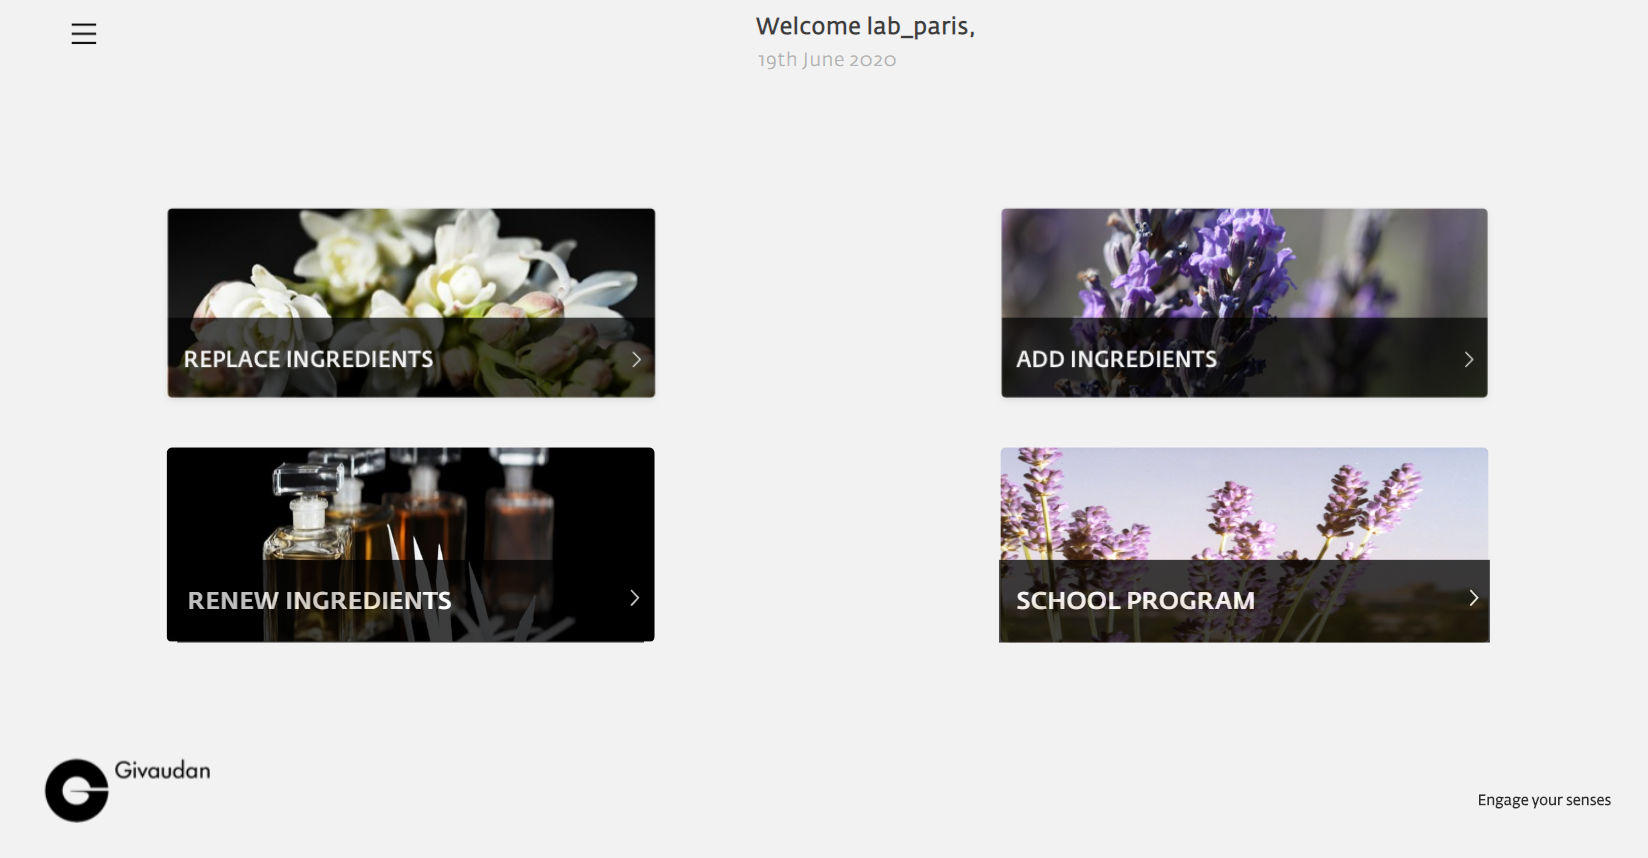 Welcome lab_paris,
19th June 2020
REPLACE INGREDIENTS
ADD INGREDIENTS
RENEW INGREDIENTS
SCHOOL PROGRAM
Givaudan
Engage your senses